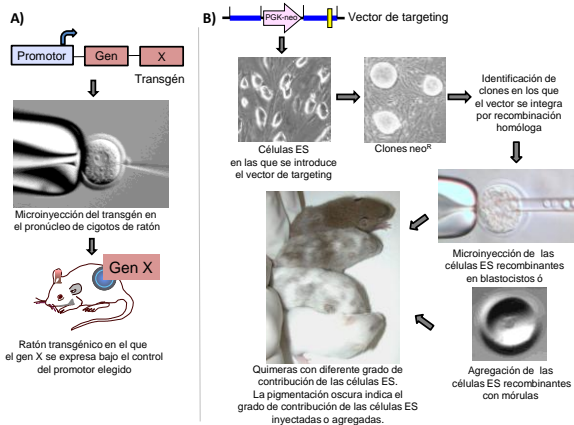 A)
Promotor
Gen
X
Transgén
Microinyección del transgén en
el pronúcleo de cigotos de ratón
Gen X
Ratón transgénico en el que
el gen X se expresa bajo el control
del promotor elegido
B)
PGK-neo
Vector de targeting
Células ES
en las que se introduce
el vector de targeting
Clones neoR
Identificación de
clones en los que
el vector se integra
por recombinación
homóloga
Microinyección de las
células ES recombinantes
en blastocistos ó
Agregación de las
células ES recombinantes
con mórulas
Quimeras con diferente grado de
contribución de las células ES.
La pigmentación oscura indica el
grado de contribución de las células ES
inyectadas o agregadas.